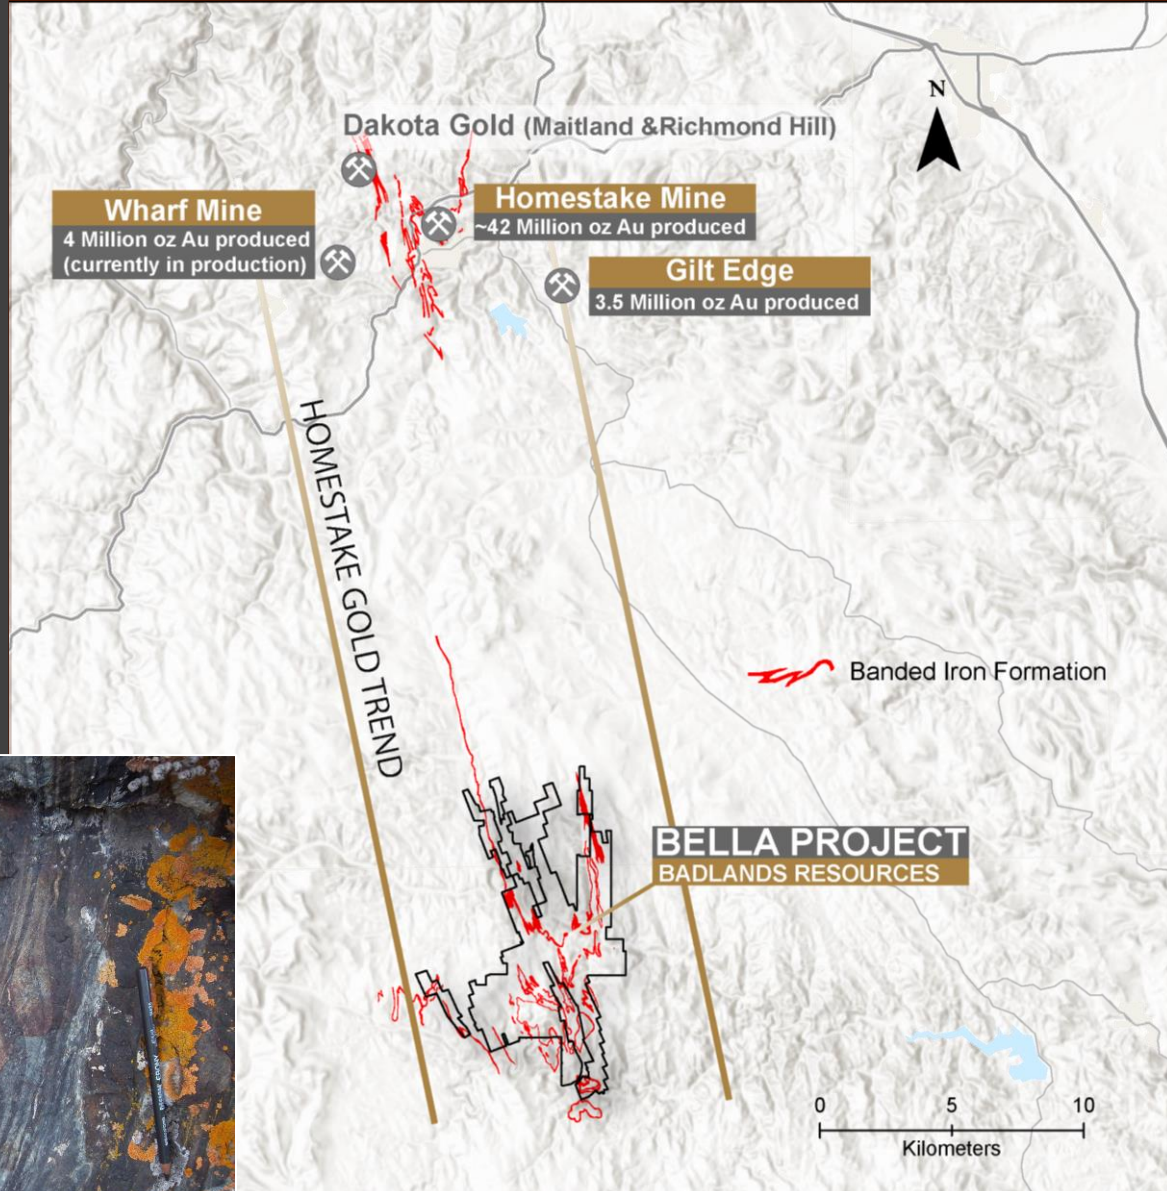 N
Dakota Gold (Maitland &Richmond Hill)
Wharf Mine
4 Million oz Au produced
(currently in production)
Homestake Mine
~42 Million oz Au produced
Gilt Edge
3.5 Million oz Au produced
HOMESTAKE GOLD TREND
Banded Iron Formation
BELLA PROJECT
BADLANDS RESOURCES
0 5 10
Kilometers